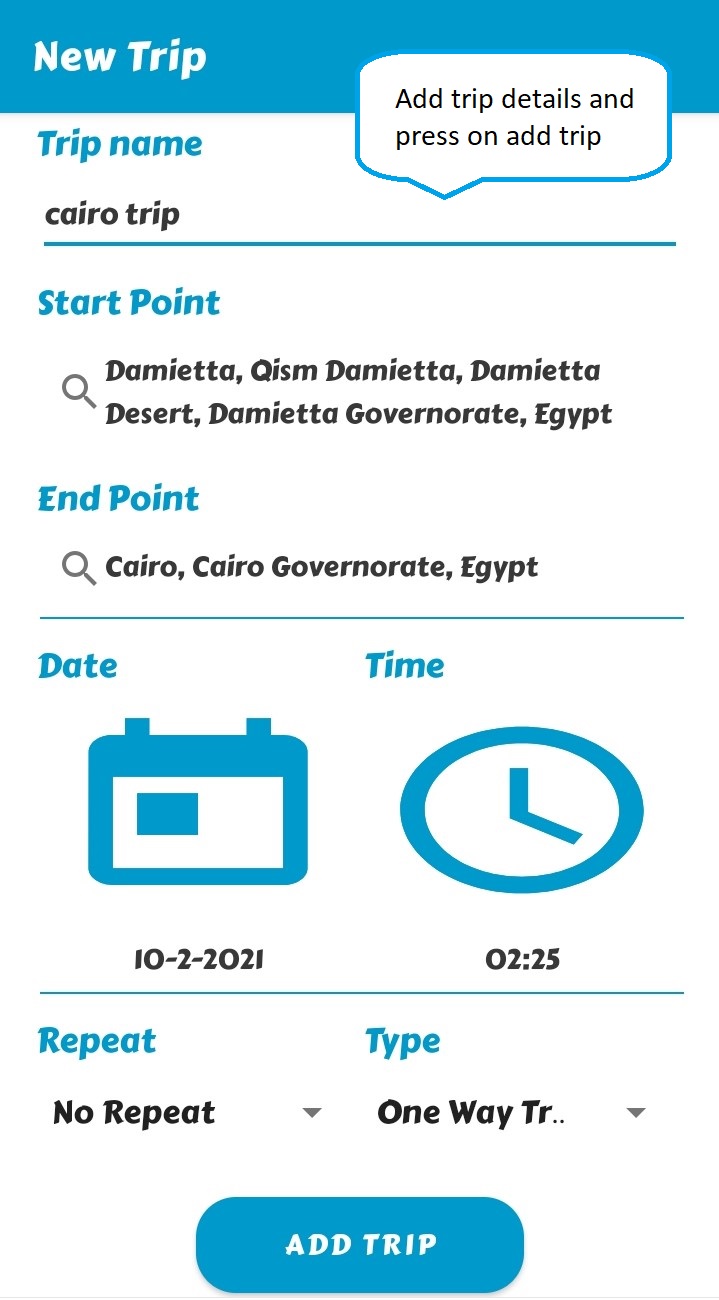 New Trip
Add trip details and
press on add trip
Trip name
cairo trip
Start Point
Damietta, Qism Damietta, Damietta
Desert, Damietta Governorate, Egypt
End Point
Cairo, Cairo Governorate, Egypt
Date Time
10-2-2021 02:25
Repeat Type
No Repeat One Way Tr..
ADD TRIP